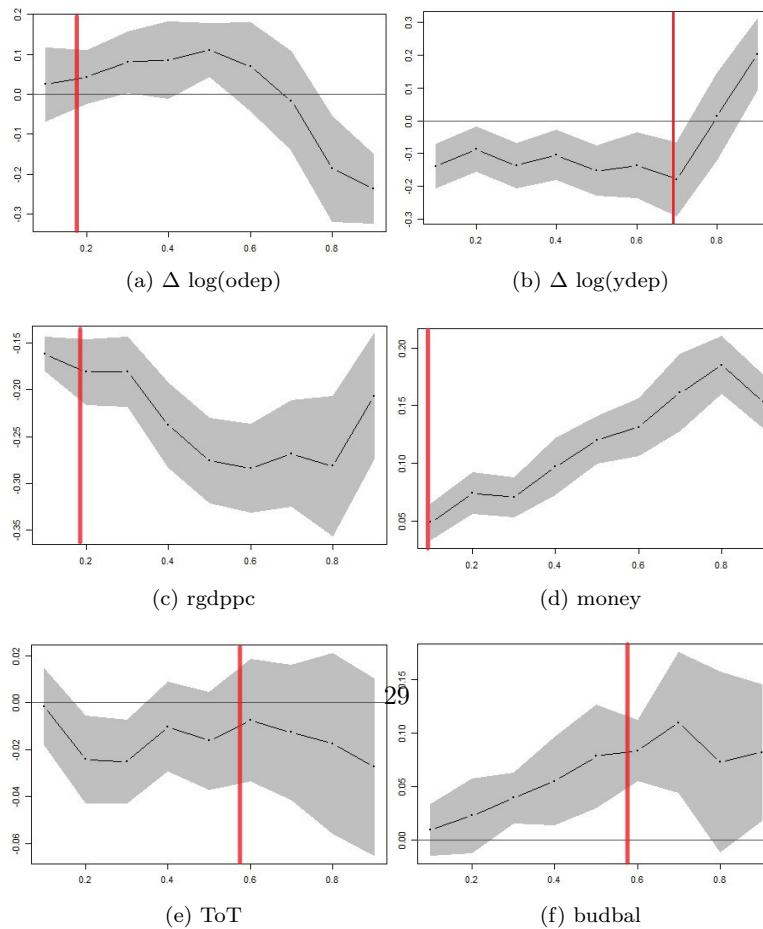 0.2
0.1
0.0
-0.1
-0.2
-0.3
0.2 0.4 0.6 0.8
(a) Δ log(odep)
0.3
0.2
0.1
0.0
-0.1
-0.2
-0.3
0.2 0.4 0.6 0.8
(b) Δ log(ydep)
-0.15
-0.20
-0.25
-0.30
-0.35
0.2 0.4 0.6 0.8
(c) rgdppc
0.20
0.15
0.10
0.05
0.2 0.4 0.6 0.8
(d) money
0.02
0.00
-0.02
-0.04
-0.06
0.2 0.4 0.6 0.8
(e) ToT
29
0.15
0.10
0.05
0.00
0.2 0.4 0.6 0.8
(f) budbal